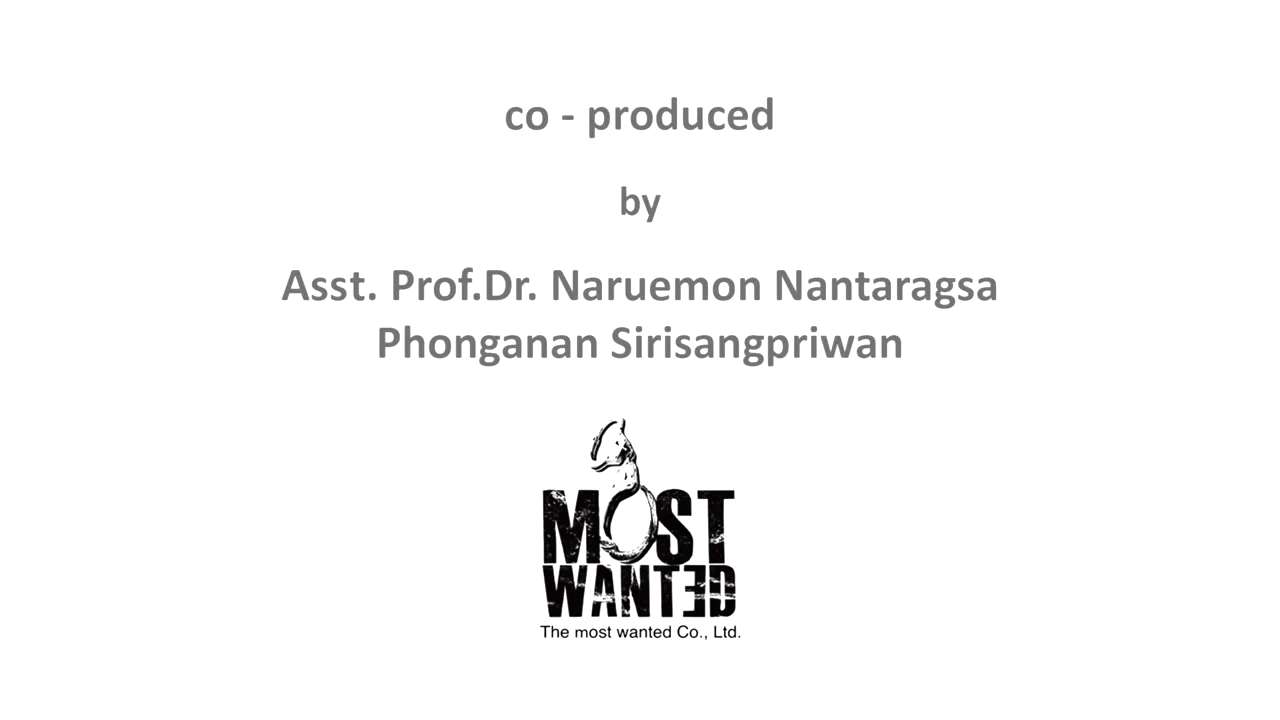 co - produced
by
Asst. Prof.Dr. Naruemon Nantaragsa
Phonganan Sirisangpriwan
MOST
WANTED
The most wanted Co., Ltd.